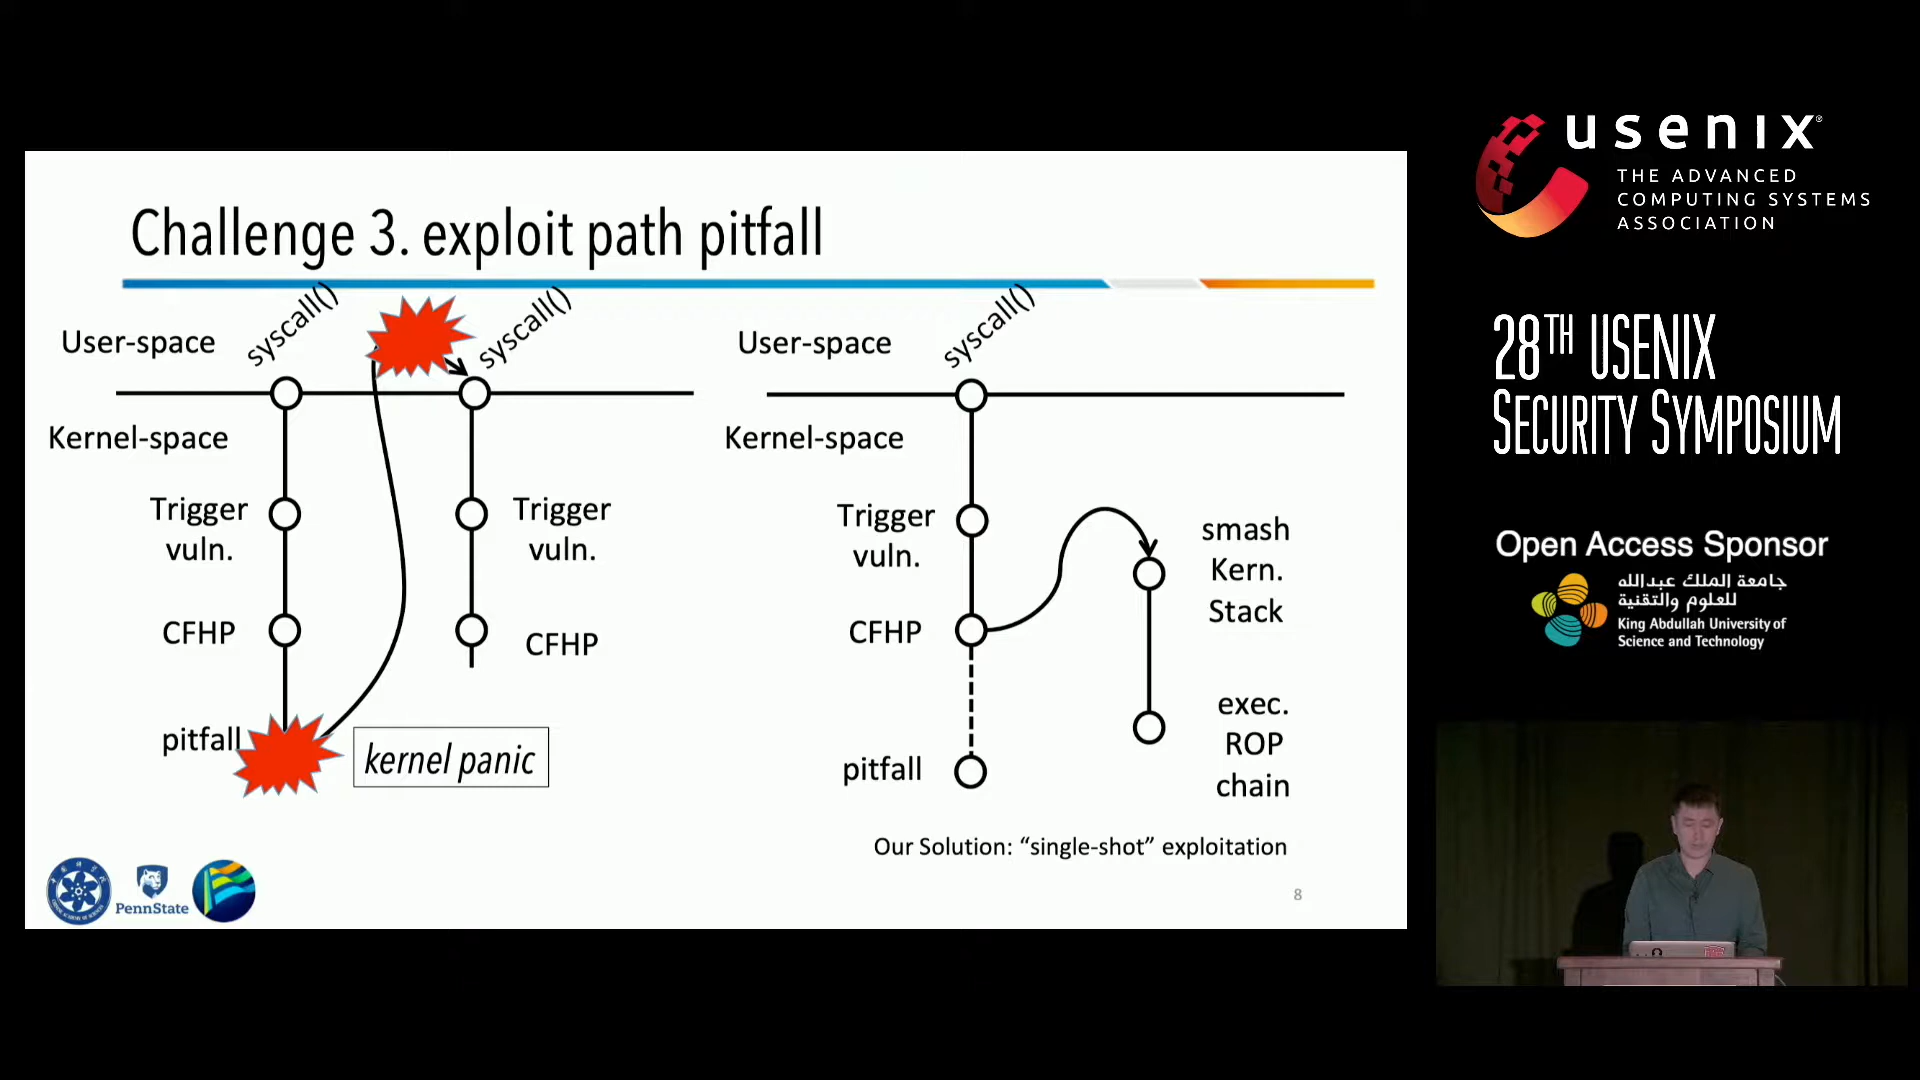 Challenge 3. exploit path pitfall
User-space
syscall()
syscall()
Kernel-space
Trigger
vuln.
Trigger
vuln.
CFHP
CFHP
pitfall
kernel panic
User-space
syscall()
Kernel-space
Trigger
vuln.
CFHP
pitfall
smash
Kern.
Stack
exec.
ROP
chain
Our Solution: “single-shot” exploitation
8
PennState
usenix®
THE ADVANCED
COMPUTING SYSTEMS
ASSOCIATION
28TH USENIX
SECURITY SYMPOSIUM
Open Access Sponsor
جامعة الملك عبدالله
للعلوم والتقنية
King Abdullah University of
Science and Technology